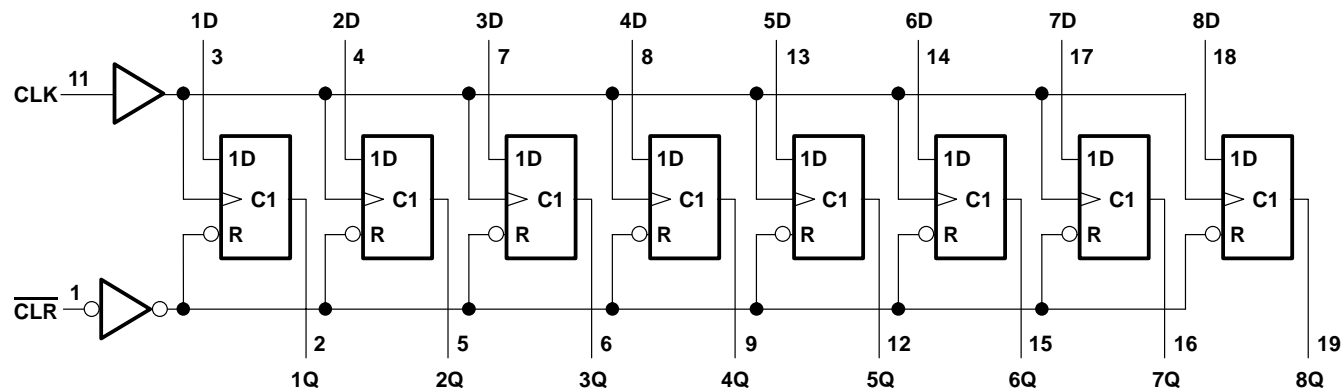 1D 2D 3D 4D 5D 6D 7D 8D
3 4 7 8 13 14 17 18
CLK 11
1D 1D 1D 1D 1D 1D 1D 1D
C1 C1 C1 C1 C1 C1 C1 C1
R R R R R R R R
CLR 1
2 5 6 9 12 15 16 19
1Q 2Q 3Q 4Q 5Q 6Q 7Q 8Q